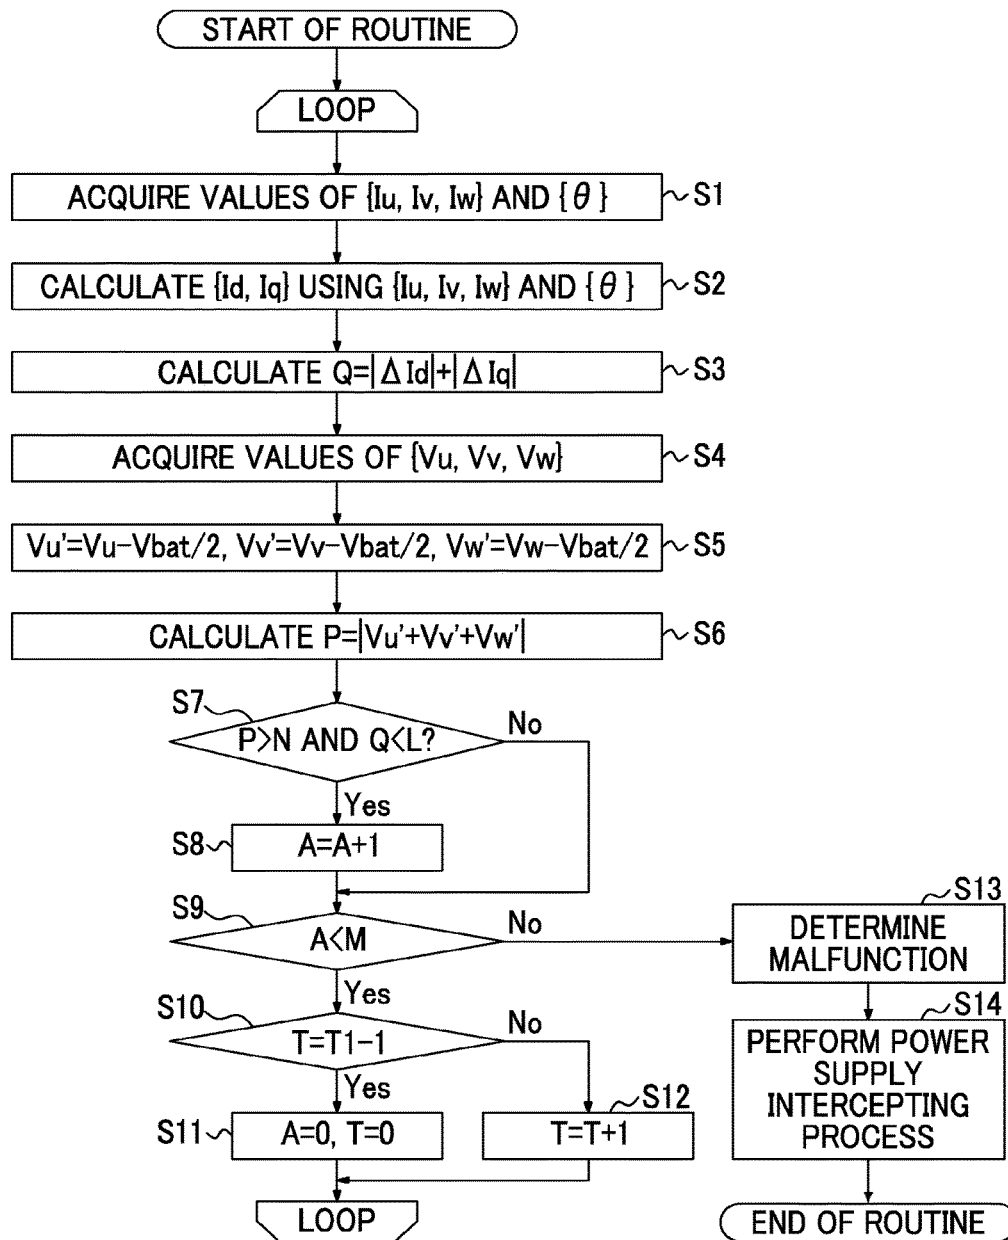 START OF ROUTINE
LOOP
ACQUIRE VALUES OF {Iu, Iv, Iw} AND {θ}
S1
CALCULATE {Id, Iq} USING {Iu, Iv, Iw} AND {θ}
S2
CALCULATE Q=|ΔId|+|ΔIq|
S3
ACQUIRE VALUES OF {Vu, Vv, Vw}
S4
Vu'=Vu-Vbat/2, Vv'=Vv-Vbat/2, Vw'=Vw-Vbat/2
S5
CALCULATE P=|Vu'+Vv'+Vw'|
S6
S7
P>N AND Q<L?
No
Yes
S8
A=A+1
S9
A<M
No
Yes
S13
DETERMINE
MALFUNCTION
S10
T=T1-1
No
Yes
S14
PERFORM POWER
SUPPLY
INTERCEPTING
PROCESS
S11
A=0, T=0
S12
T=T+1
LOOP
END OF ROUTINE